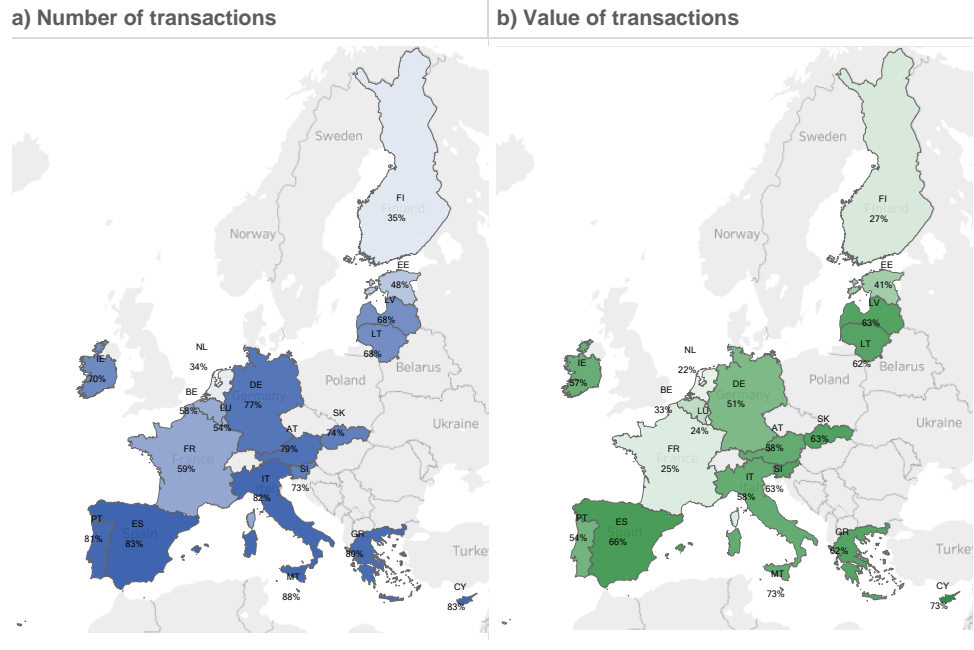 a) Number of transactions
Sweden
FI
Finland
35%
Norway
EE
48%
LV
68%
LT
68%
Belarus
IE
70%
NL
34%
DE
Germany
77%
Poland
BE
58%
LU
54%
SK
74%
Ukraine
AT
79%
FR
France
59%
SI
73%
IT
Italy
82%
PT
81%
ES
Spain
83%
GR
80%
Turkey
MT
88%
CY
83%
b) Value of transactions
Sweden
FI
Finland
27%
Norway
EE
41%
LV
63%
LT
62%
Belarus
IE
57%
NL
22%
DE
Germany
51%
Poland
BE
33%
LU
24%
SK
63%
Ukraine
AT
58%
FR
France
25%
SI
63%
IT
Italy
58%
PT
54%
ES
Spain
66%
GR
62%
Turke
MT
73%
CY
73%